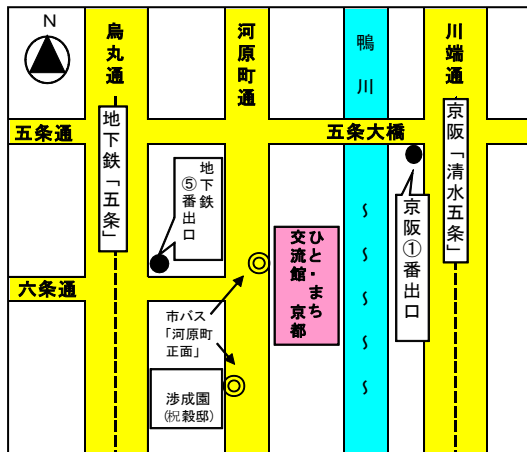 N
烏丸通
河原町通
鴨川
川端通
五条通
五条大橋
地下鉄「五条」
地下鉄
⑤番出口
京阪「清水五条」
京阪①番出口
六条通
ひと・まち
交流館 京都
市バス
「河原町
正面」
渉成園
(枳殻邸)